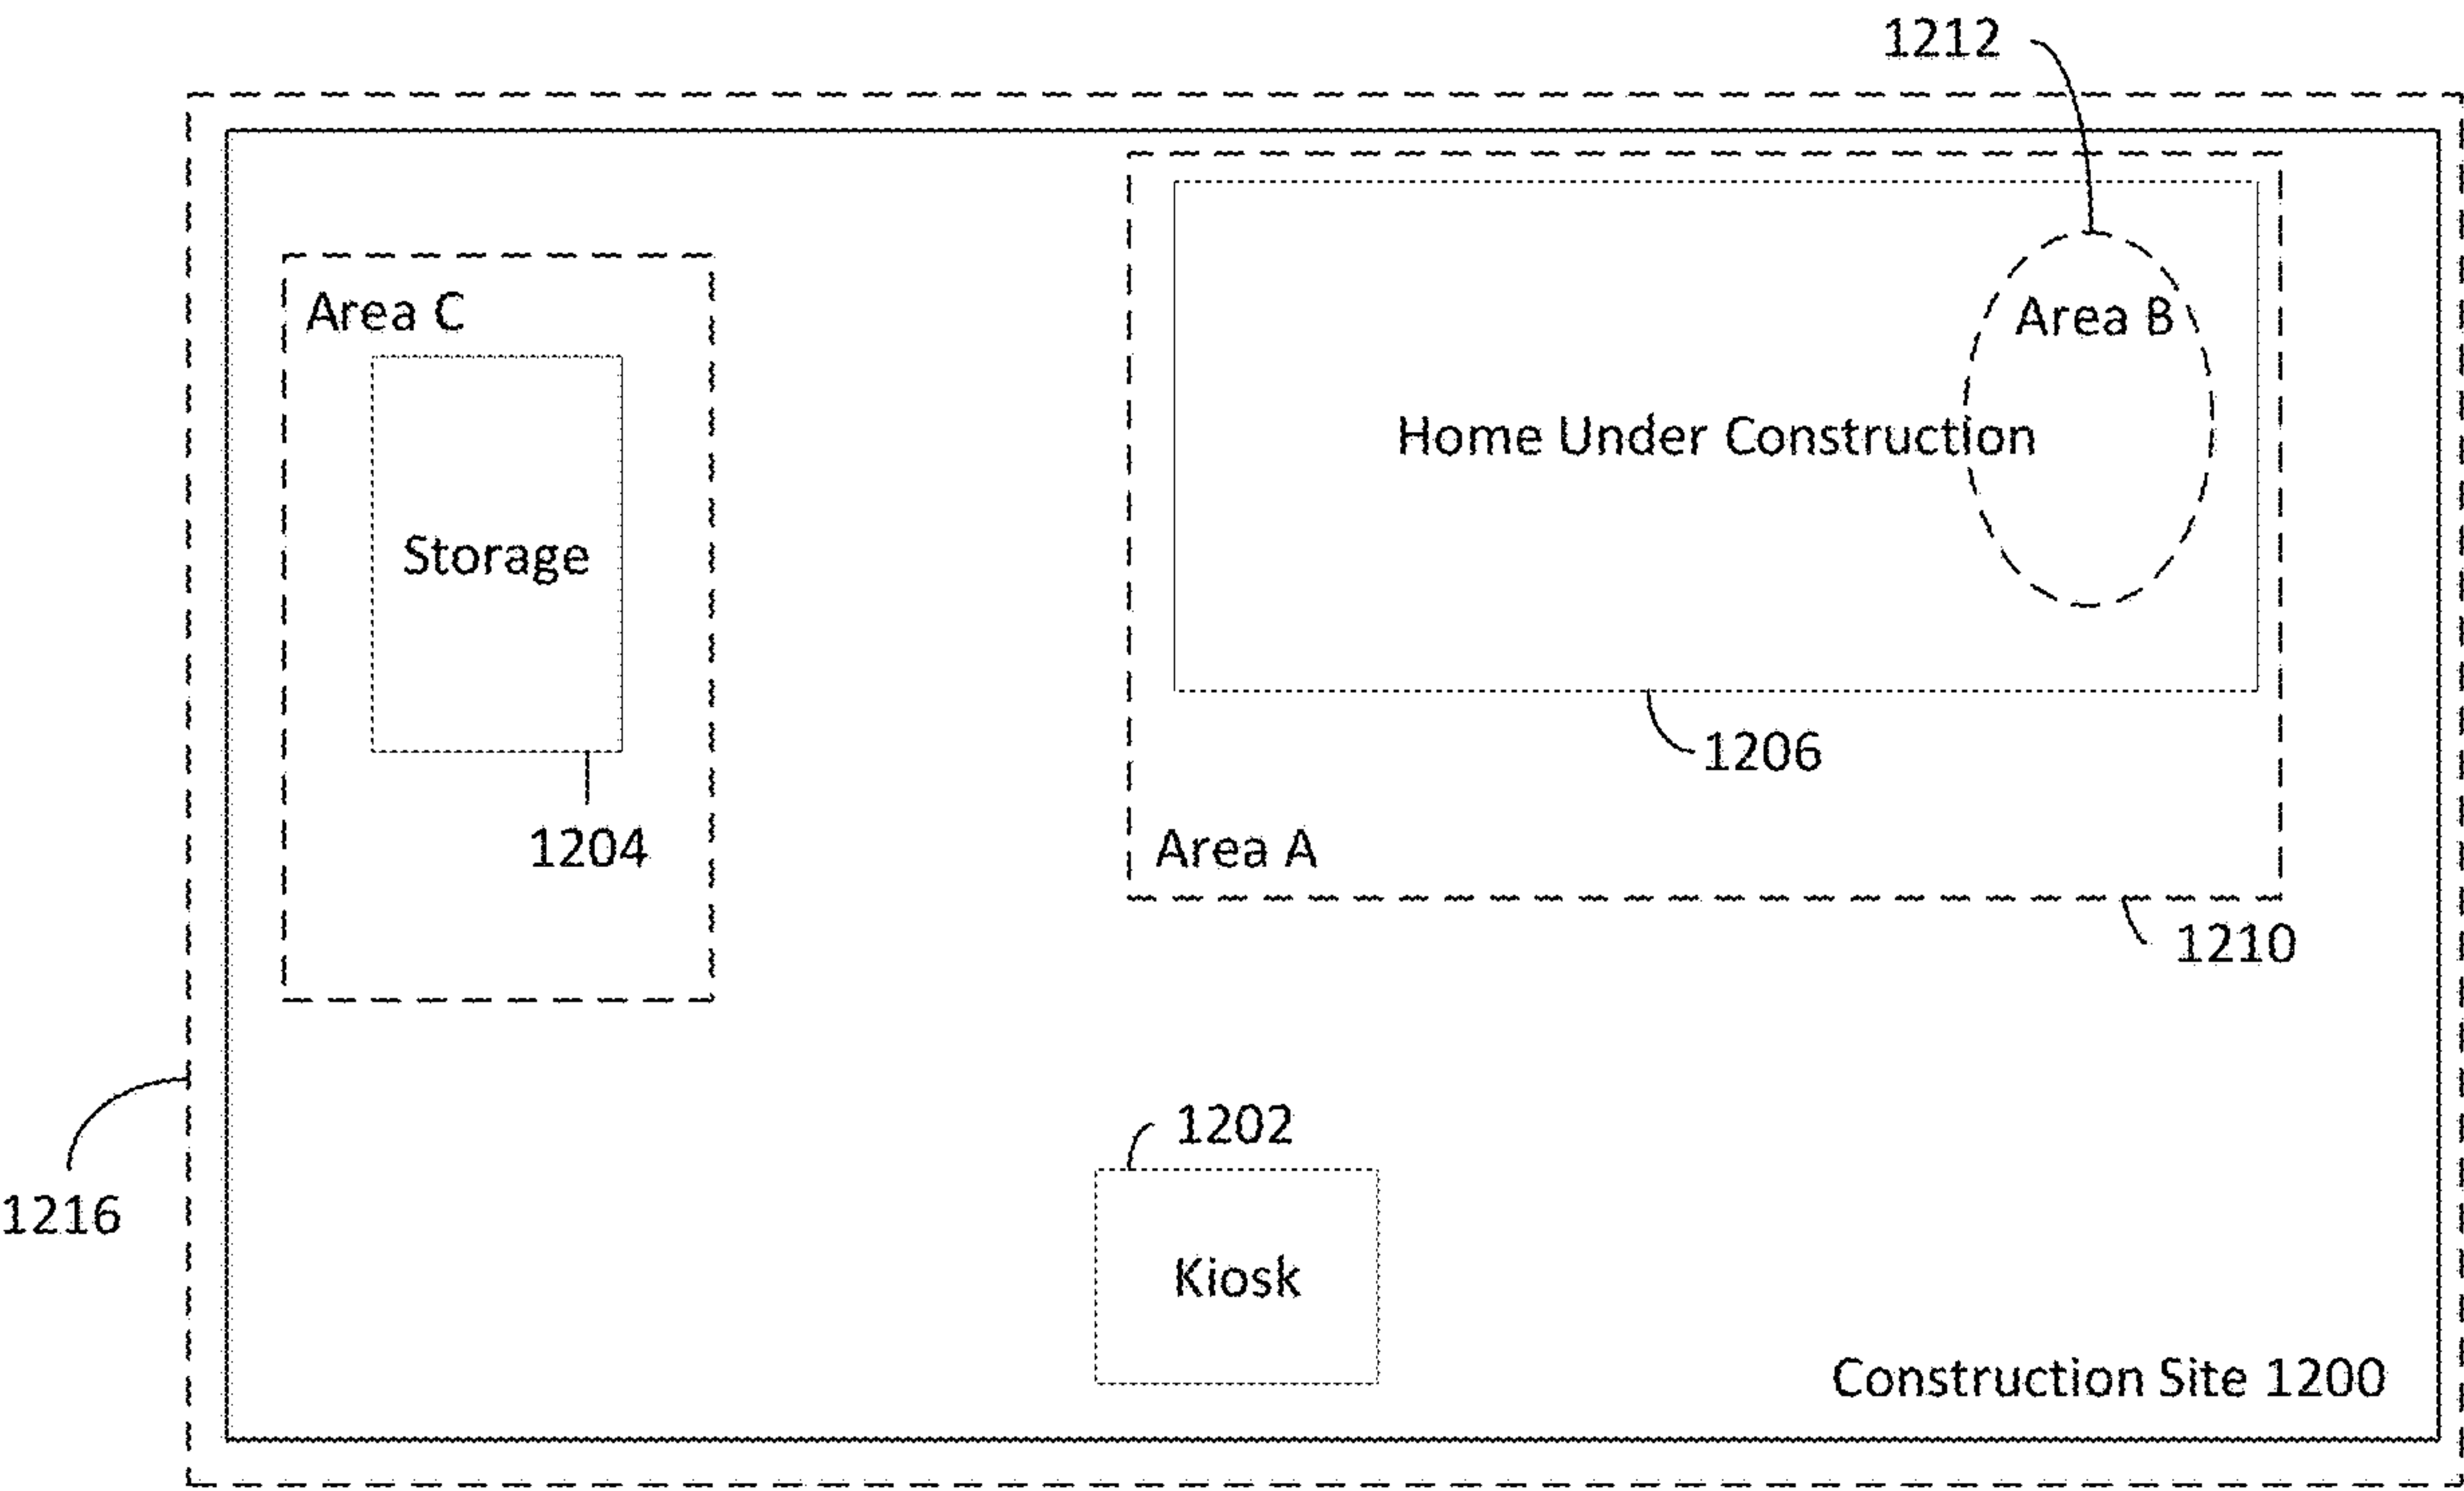 1212
Area C
Area B
Home Under Construction
Storage
1206
1204
Area A
1210
1202
1216
Kiosk
Construction Site 1200